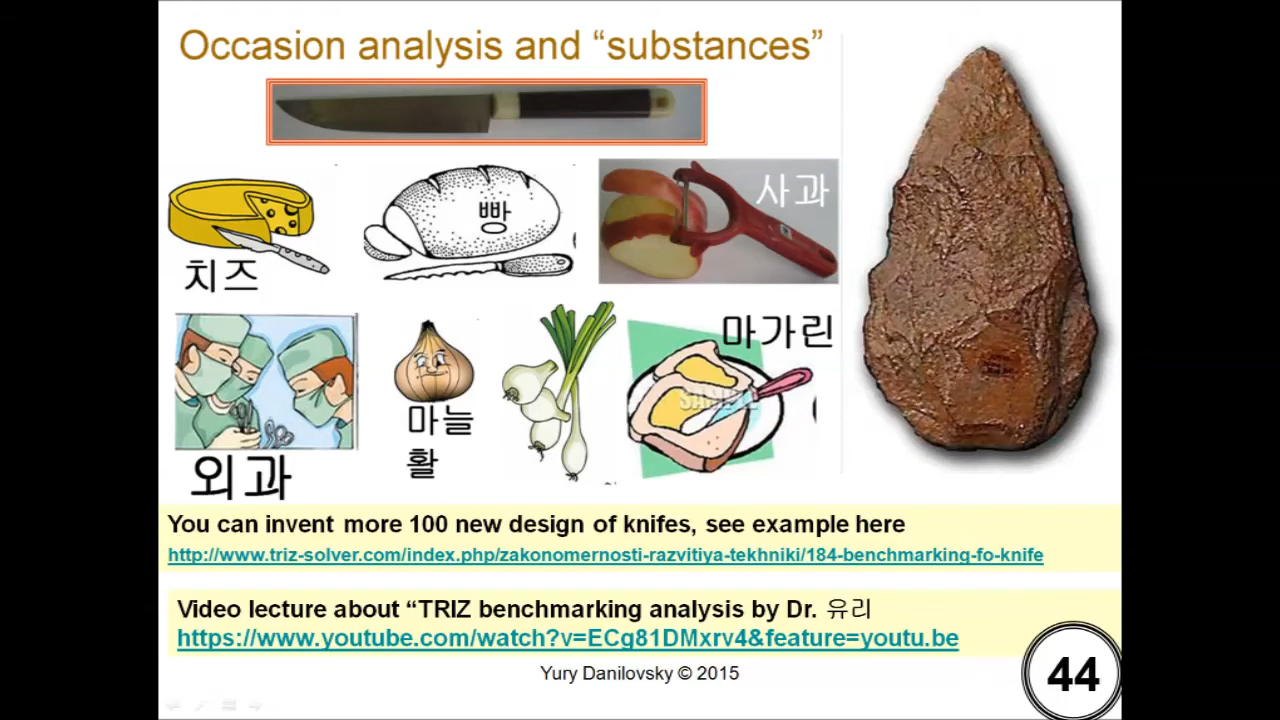 Occasion analysis and “substances”
치즈
빵
사과
외과
마늘
활
마가린
SAMPLE
You can invent more 100 new design of knifes, see example here
http://www.triz-solver.com/index.php/zakonomernosti-razvitiya-tekhniki/184-benchmarking-fo-knife
Video lecture about “TRIZ benchmarking analysis by Dr. 유리
https://www.youtube.com/watch?v=ECg81DMxrv4&feature=youtu.be
Yury Danilovsky © 2015
44